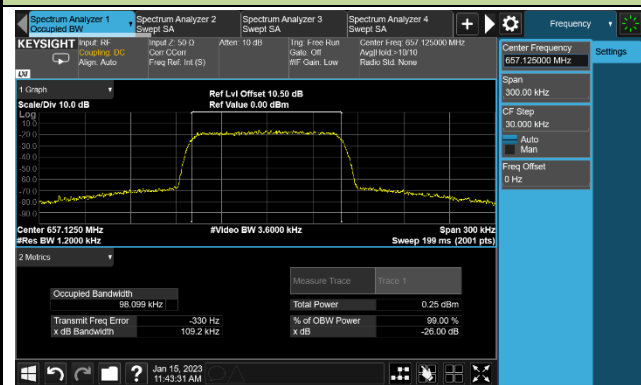 Spectrum Analyzer 1
Occupied BW
Spectrum Analyzer 2
Swept SA
Spectrum Analyzer 3
Swept SA
Spectrum Analyzer 4
Swept SA
Frequency
KEYSIGHT
Input: RF
Coupling: DC
Align: Auto
Input Z: 50 Ω
Corr CCorr
Freq Ref: Int (S)
Atten: 10 dB
Trig: Free Run
Gate: Off
#IF Gain: Low
Center Freq: 657.125000 MHz
Avg|Hold:>10/10
Radio Std: None
LXI
Center Frequency
657.125000 MHz
Settings
Span
300.00 kHz
CF Step
30.000 kHz
Auto
Man
Freq Offset
0 Hz
1 Graph
Scale/Div 10.0 dB
Ref Lvl Offset 10.50 dB
Ref Value 0.00 dBm
Log
-10.0
-20.0
-30.0
-40.0
-50.0
-60.0
-70.0
-80.0
-90.0
Center 657.1250 MHz
#Res BW 1.2000 kHz
#Video BW 3.6000 kHz
Span 300 kHz
Sweep 199 ms (2001 pts)
2 Metrics
Measure Trace
Trace 1
Occupied Bandwidth
98.099 kHz
Total Power
0.25 dBm
Transmit Freq Error
-330 Hz
% of OBW Power
99.00 %
x dB Bandwidth
109.2 kHz
x dB
-26.00 dB
?
Jan 15, 2023
11:43:31 AM